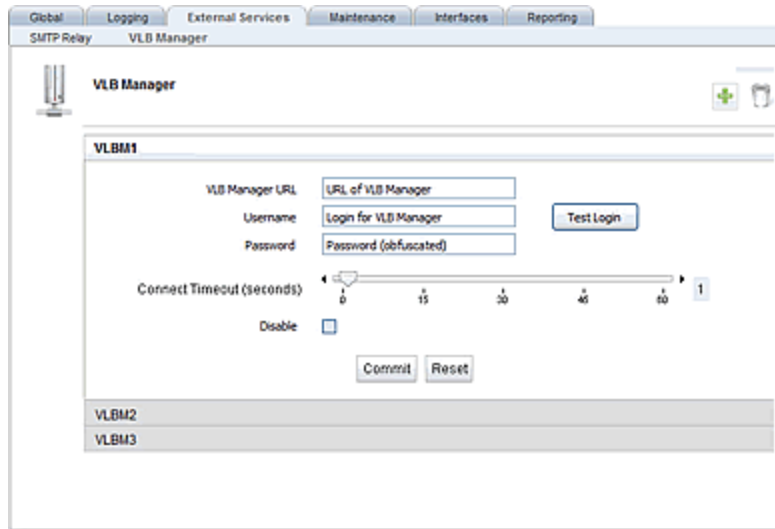 Global Logging External Services Maintenance Interfaces Reporting
SMTP Relay VLB Manager
VLB Manager
VLBM1
VLB Manager URL URL of VLB Manager
Username Login for VLB Manager Test Login
Password Password (obfuscated)
Connect Timeout (seconds) 1
0 15 30 45 60
Disable
Commit Reset
VLBM2
VLBM3